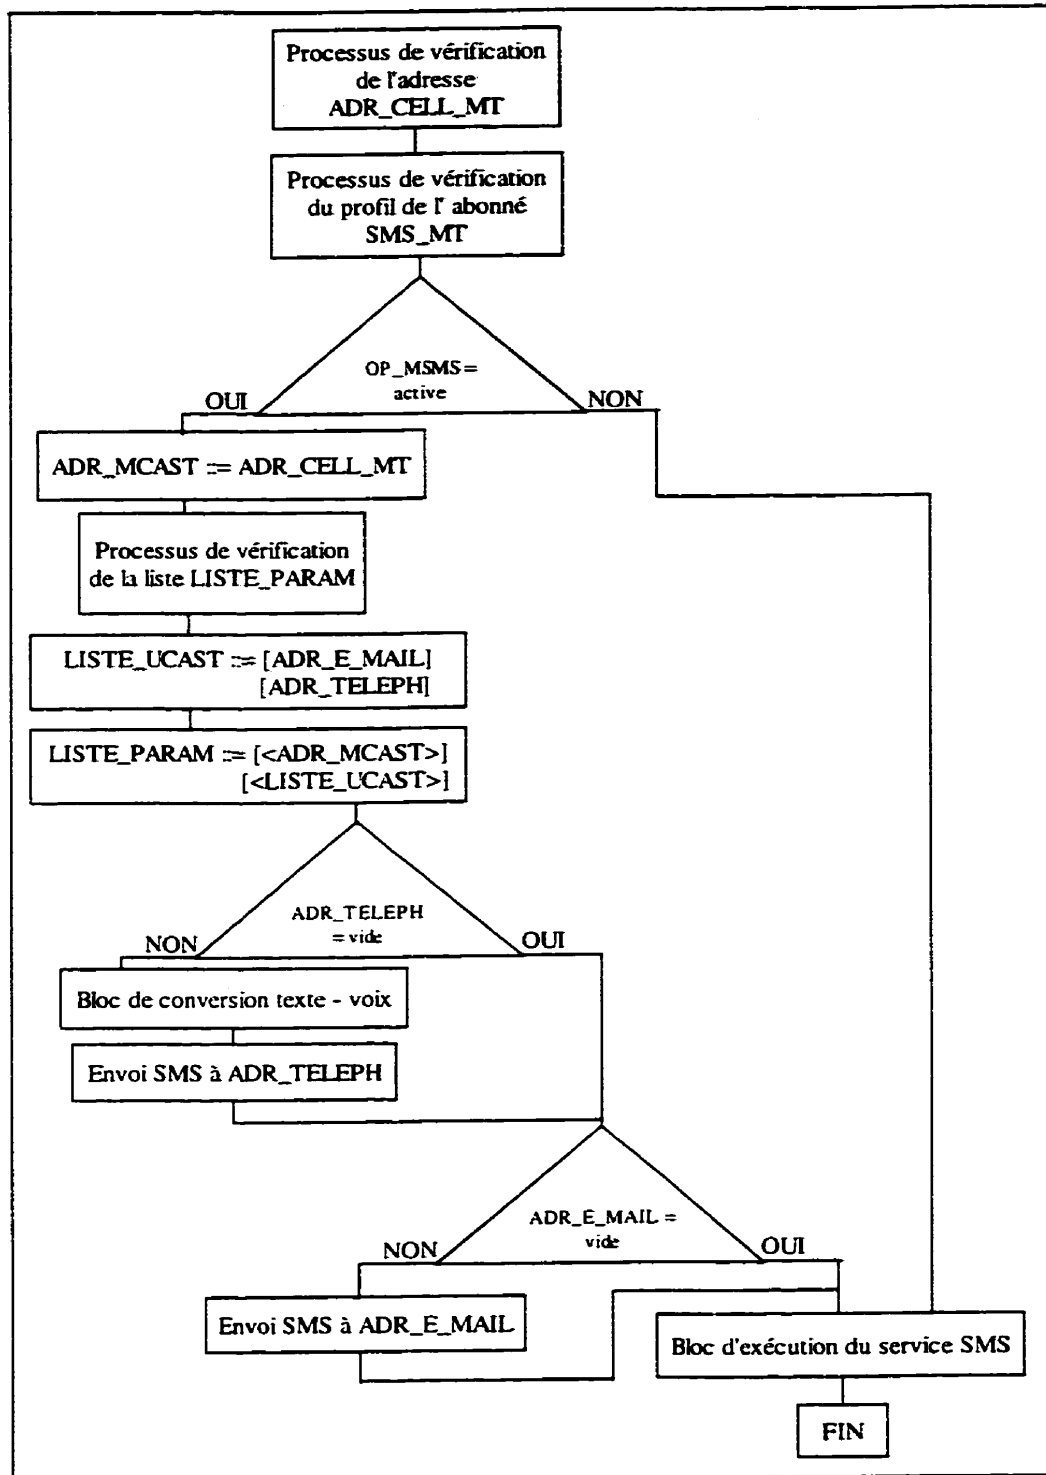 Processus de vérification
de l'adresse
ADR_CELL_MT
Processus de vérification
du profil de l' abonné
SMS_MT
OP_MSMS =
active
OUI
NON
ADR_MCAST ::= ADR_CELL_MT
Processus de vérification
de la liste LISTE_PARAM
LISTE_UCAST ::= [ADR_E_MAIL]
[ADR_TELEPH]
LISTE_PARAM ::= [<ADR_MCAST>]
[<LISTE_UCAST>]
ADR_TELEPH
= vide
NON
OUI
Bloc de conversion texte - voix
Envoi SMS à ADR_TELEPH
ADR_E_MAIL =
vide
NON
OUI
Envoi SMS à ADR_E_MAIL
Bloc d'exécution du service SMS
FIN